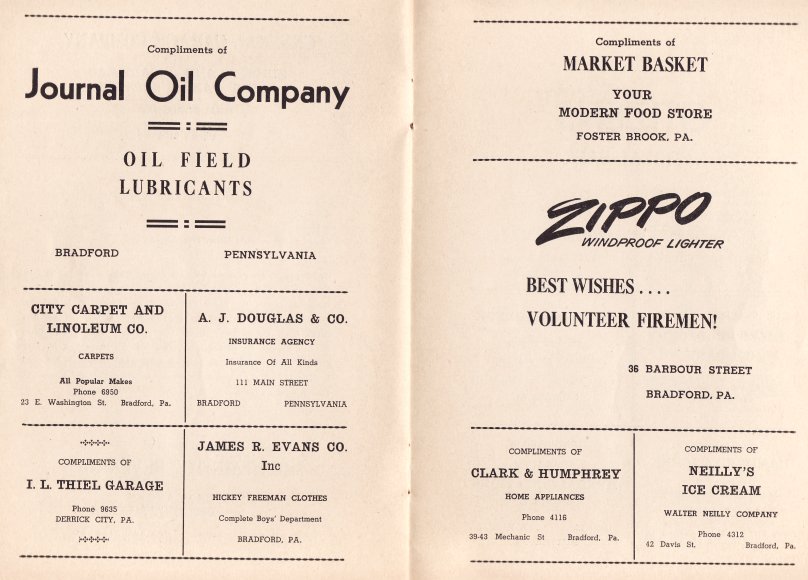 Compliments of
Journal Oil Company
OIL FIELD
LUBRICANTS
BRADFORD PENNSYLVANIA
CITY CARPET AND
LINOLEUM CO.
CARPETS
All Popular Makes
Phone 6950
23 E. Washington St. Bradford, Pa.
A. J. DOUGLAS & CO.
INSURANCE AGENCY
Insurance Of All Kinds
111 MAIN STREET
BRADFORD PENNSYLVANIA
COMPLIMENTS OF
I. L. THIEL GARAGE
Phone 9635
DERRICK CITY, PA.
JAMES R. EVANS CO.
Inc
HICKEY FREEMAN CLOTHES
Complete Boys' Department
BRADFORD, PA.
Compliments of
MARKET BASKET
YOUR
MODERN FOOD STORE
FOSTER BROOK, PA.
ZIPPO
WINDPROOF LIGHTER
BEST WISHES . . . .
VOLUNTEER FIREMEN!
36 BARBOUR STREET
BRADFORD, PA.
COMPLIMENTS OF
CLARK & HUMPHREY
HOME APPLIANCES
Phone 4116
39-43 Mechanic St Bradford, Pa.
COMPLIMENTS OF
NEILLY'S
ICE CREAM
WALTER NEILLY COMPANY
Phone 4312
42 Davis St. Bradford, Pa.